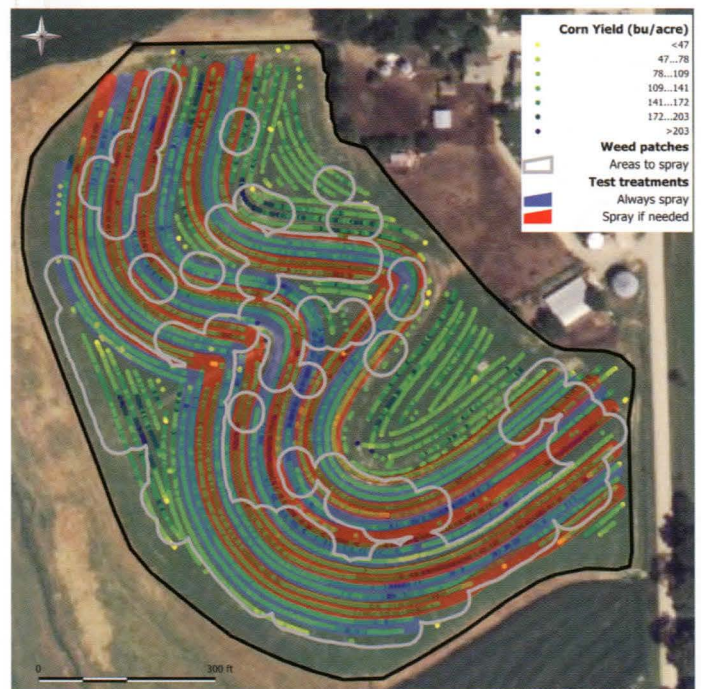 Corn Yield (bu/acre)
<47
47...78
78...109
109...141
141...172
172...203
>203
Weed patches
Areas to spray
Test treatments
Always spray
Spray if needed
0 300 ft